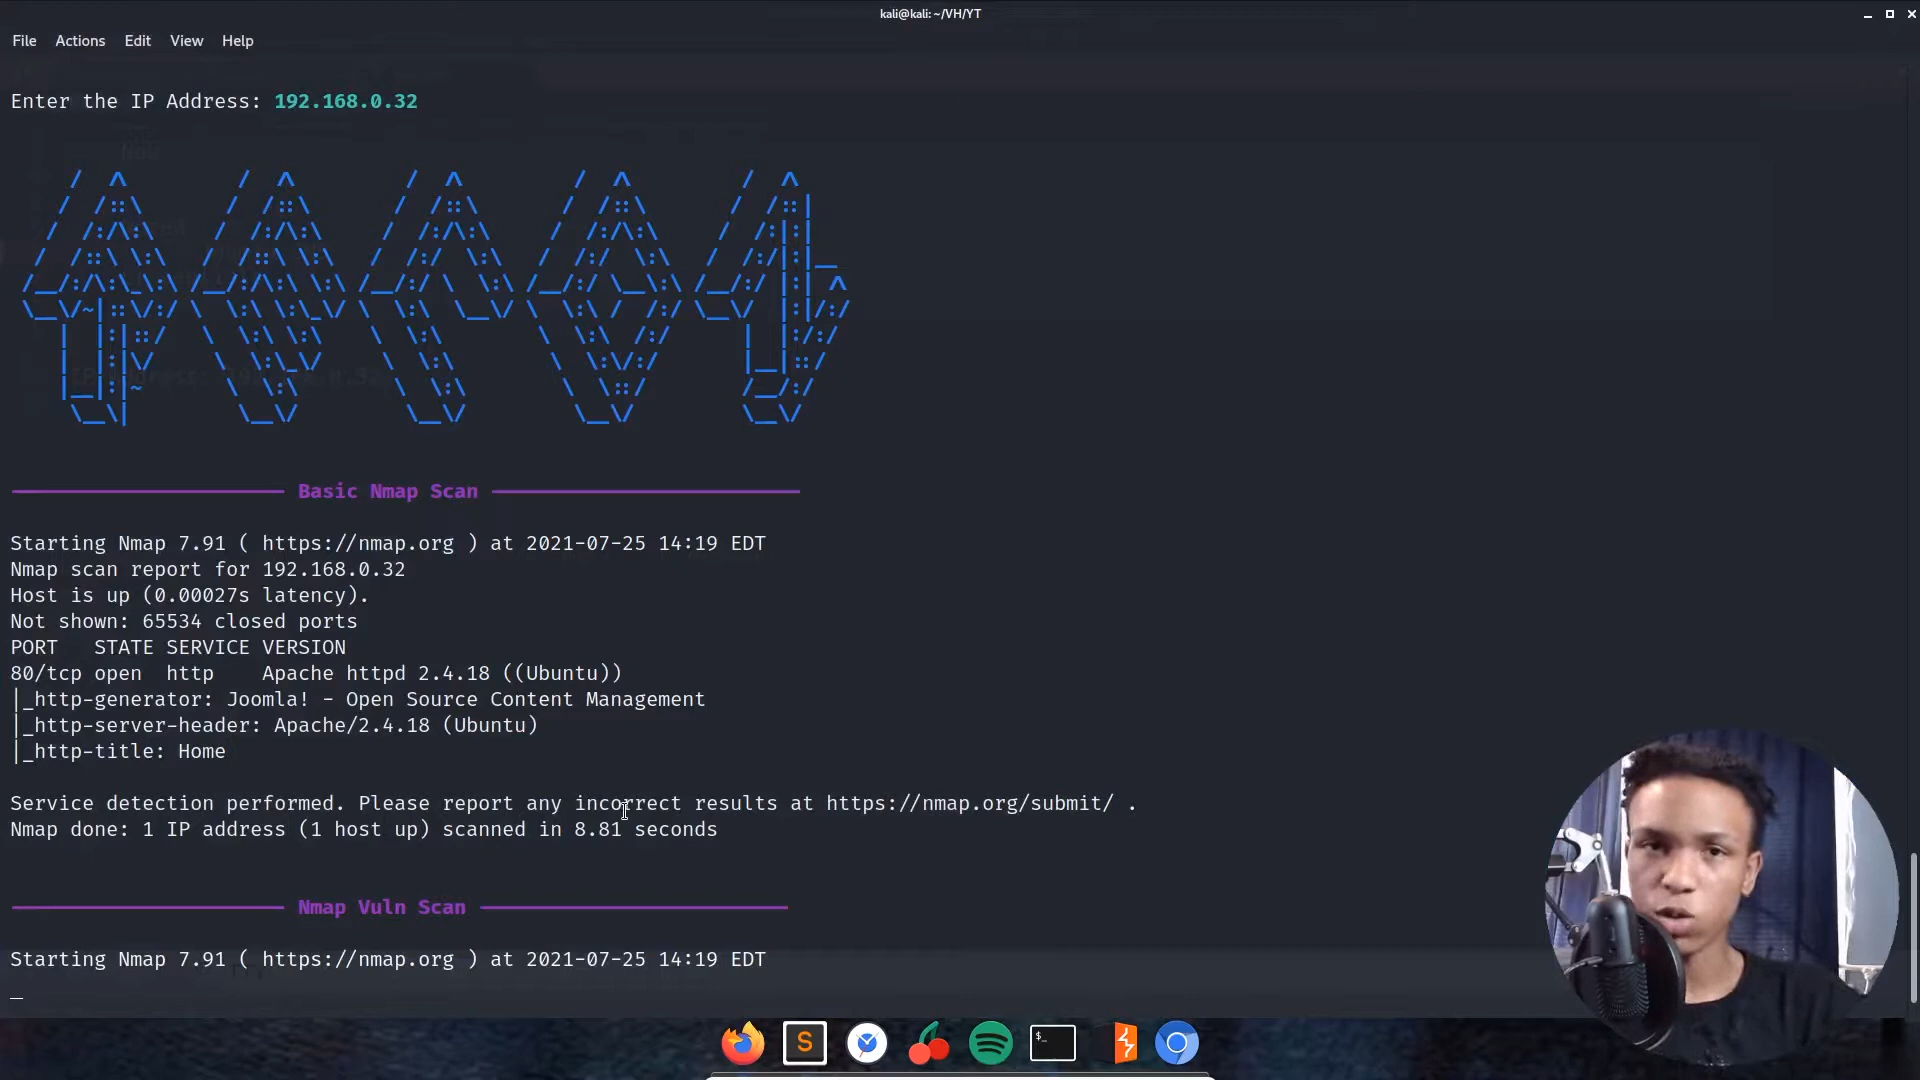 kali@kali: ~/VH/YT
File Actions Edit View Help
Enter the IP Address: 192.168.0.32
Basic Nmap Scan
Starting Nmap 7.91 ( https://nmap.org ) at 2021-07-25 14:19 EDT
Nmap scan report for 192.168.0.32
Host is up (0.00027s latency).
Not shown: 65534 closed ports
PORT   STATE SERVICE VERSION
80/tcp open  http    Apache httpd 2.4.18 ((Ubuntu))
|_http-generator: Joomla! - Open Source Content Management
|_http-server-header: Apache/2.4.18 (Ubuntu)
|_http-title: Home
Service detection performed. Please report any incorrect results at https://nmap.org/submit/ .
Nmap done: 1 IP address (1 host up) scanned in 8.81 seconds
Nmap Vuln Scan
Starting Nmap 7.91 ( https://nmap.org ) at 2021-07-25 14:19 EDT